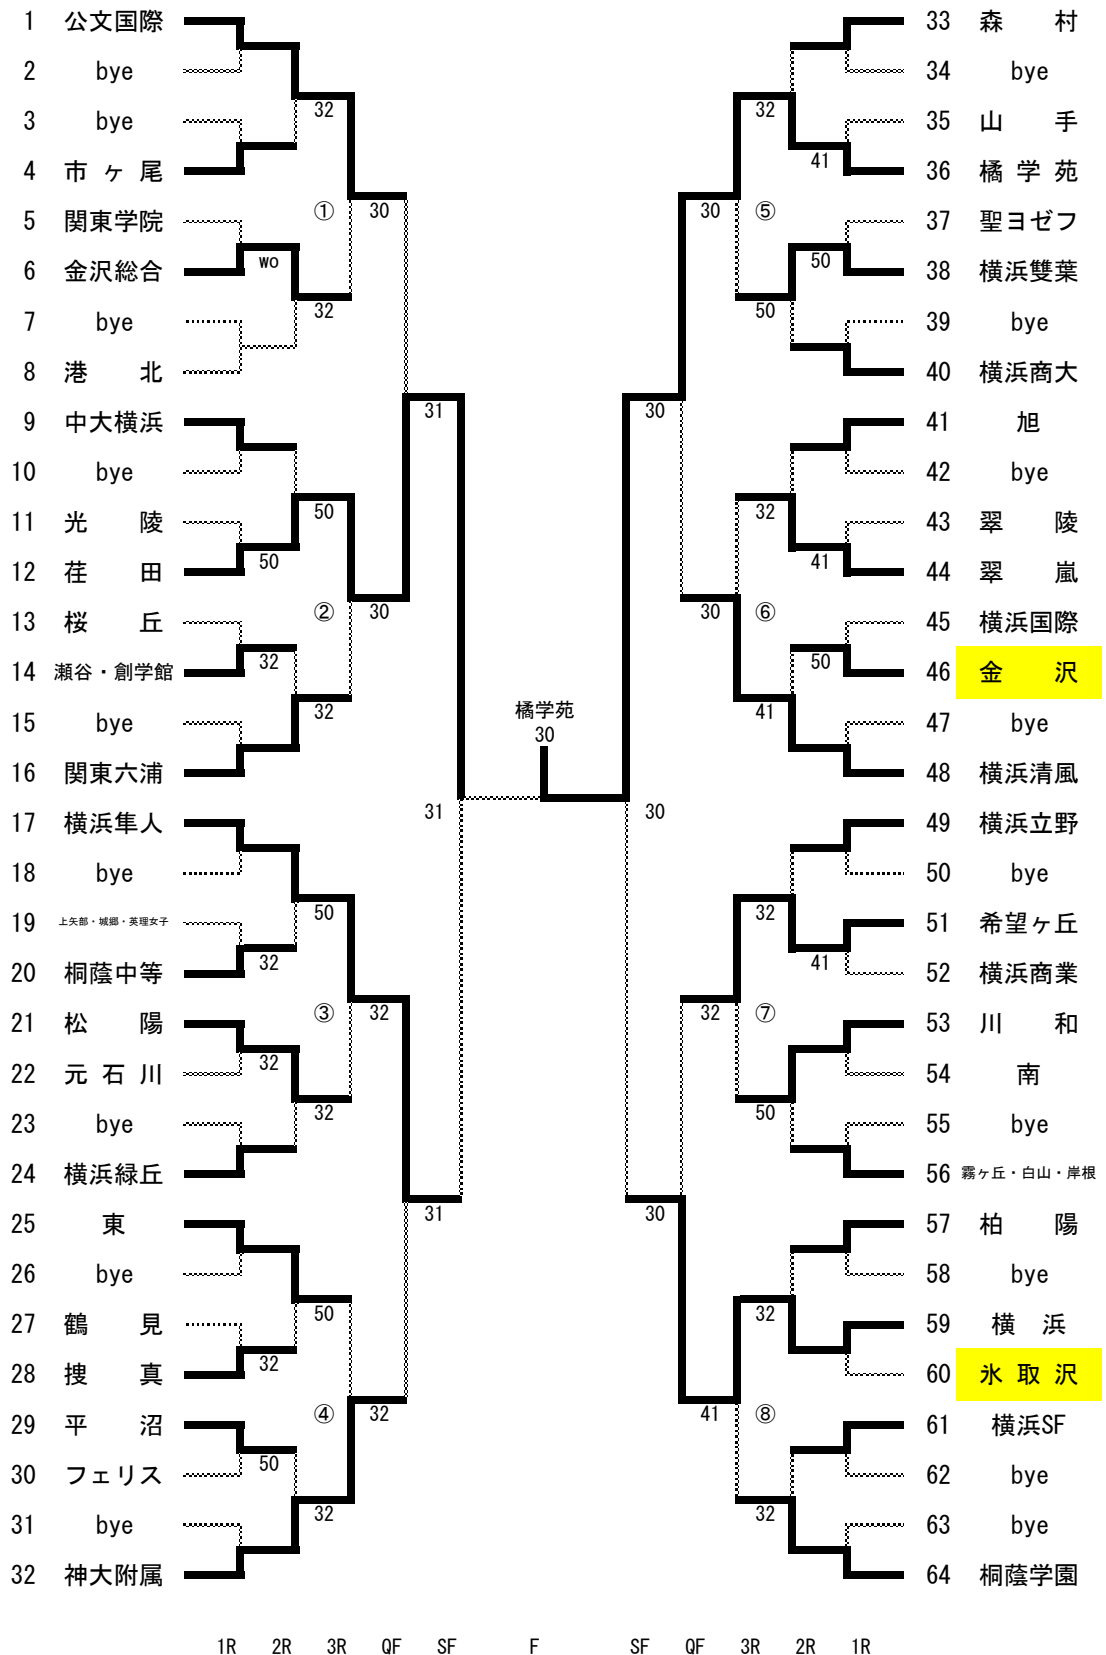 1 公文国際
2 bye
3 bye
4 市ヶ尾
5 関東学院
6 金沢総合
7 bye
8 港 北
9 中大横浜
10 bye
11 光 陵
12 荏 田
13 桜 丘
14 瀬谷・創学館
15 bye
16 関東六浦
17 横浜隼人
18 bye
19 上矢部・城郷・英理女子
20 桐蔭中等
21 松 陽
22 元石川
23 bye
24 横浜緑丘
25 東
26 bye
27 鶴 見
28 捜 真
29 平 沼
30 フェリス
31 bye
32 神大附属
wo
50
32
32
32
32
50
32
32
50
32
50
32
50
32
①
②
③
④
30
30
32
32
31
31
31
橘学苑
30
30
30
30
30
30
32
41
⑤
⑥
⑦
⑧
32
50
32
41
32
50
32
32
41
50
41
50
41
33 森 村
34 bye
35 山 手
36 橘学苑
37 聖ヨゼフ
38 横浜雙葉
39 bye
40 横浜商大
41 旭
42 bye
43 翠 陵
44 翠 嵐
45 横浜国際
46 金 沢
47 bye
48 横浜清風
49 横浜立野
50 bye
51 希望ヶ丘
52 横浜商業
53 川 和
54 南
55 bye
56 霧ヶ丘・白山・岸根
57 柏 陽
58 bye
59 横 浜
60 氷取沢
61 横浜SF
62 bye
63 bye
64 桐蔭学園
1R 2R 3R QF SF F SF QF 3R 2R 1R